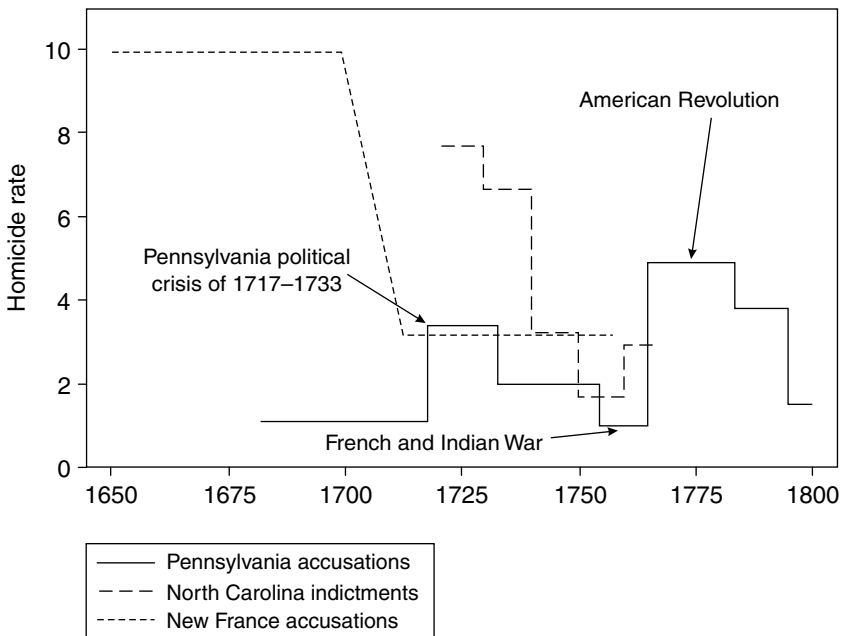 10
8
6
4
2
0
Homicide rate
American Revolution
Pennsylvania political
crisis of 1717–1733
French and Indian War
1650 1675 1700 1725 1750 1775 1800
Pennsylvania accusations
North Carolina indictments
New France accusations